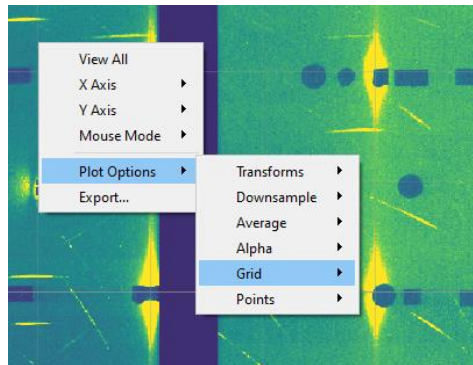 View All
X Axis
Y Axis
Mouse Mode
Plot Options
Export...
Transforms
Downsample
Average
Alpha
Grid
Points